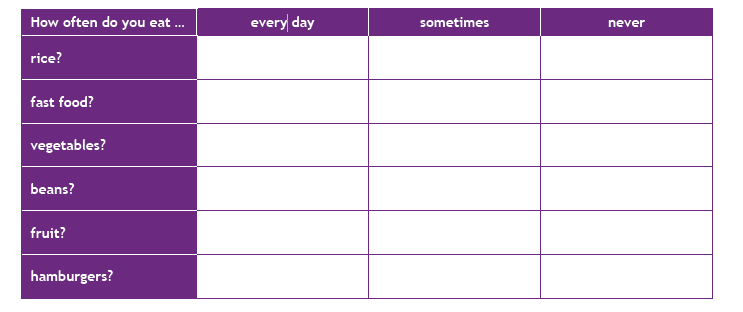 How often do you eat ... every day sometimes never
rice?
fast food?
vegetables?
beans?
fruit?
hamburgers?